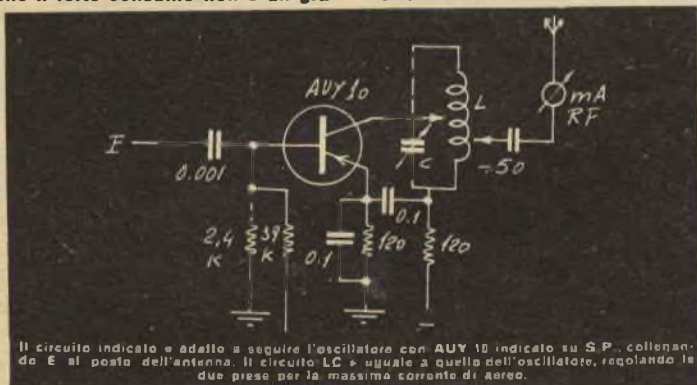 AUY 10
L
mA
RF
E
C
0.001
-50
0.1
2,4
K
39
K
0.1
120
120
-
Il circuito indicato e adatto a seguire l'oscillatore con AUY 10 indicato su S.P., collegan-
do E al posto dell'antenna. Il circuito LC e uguale a quello dell'oscillatore, regolando le
due prese per la massima corrente di aereo.